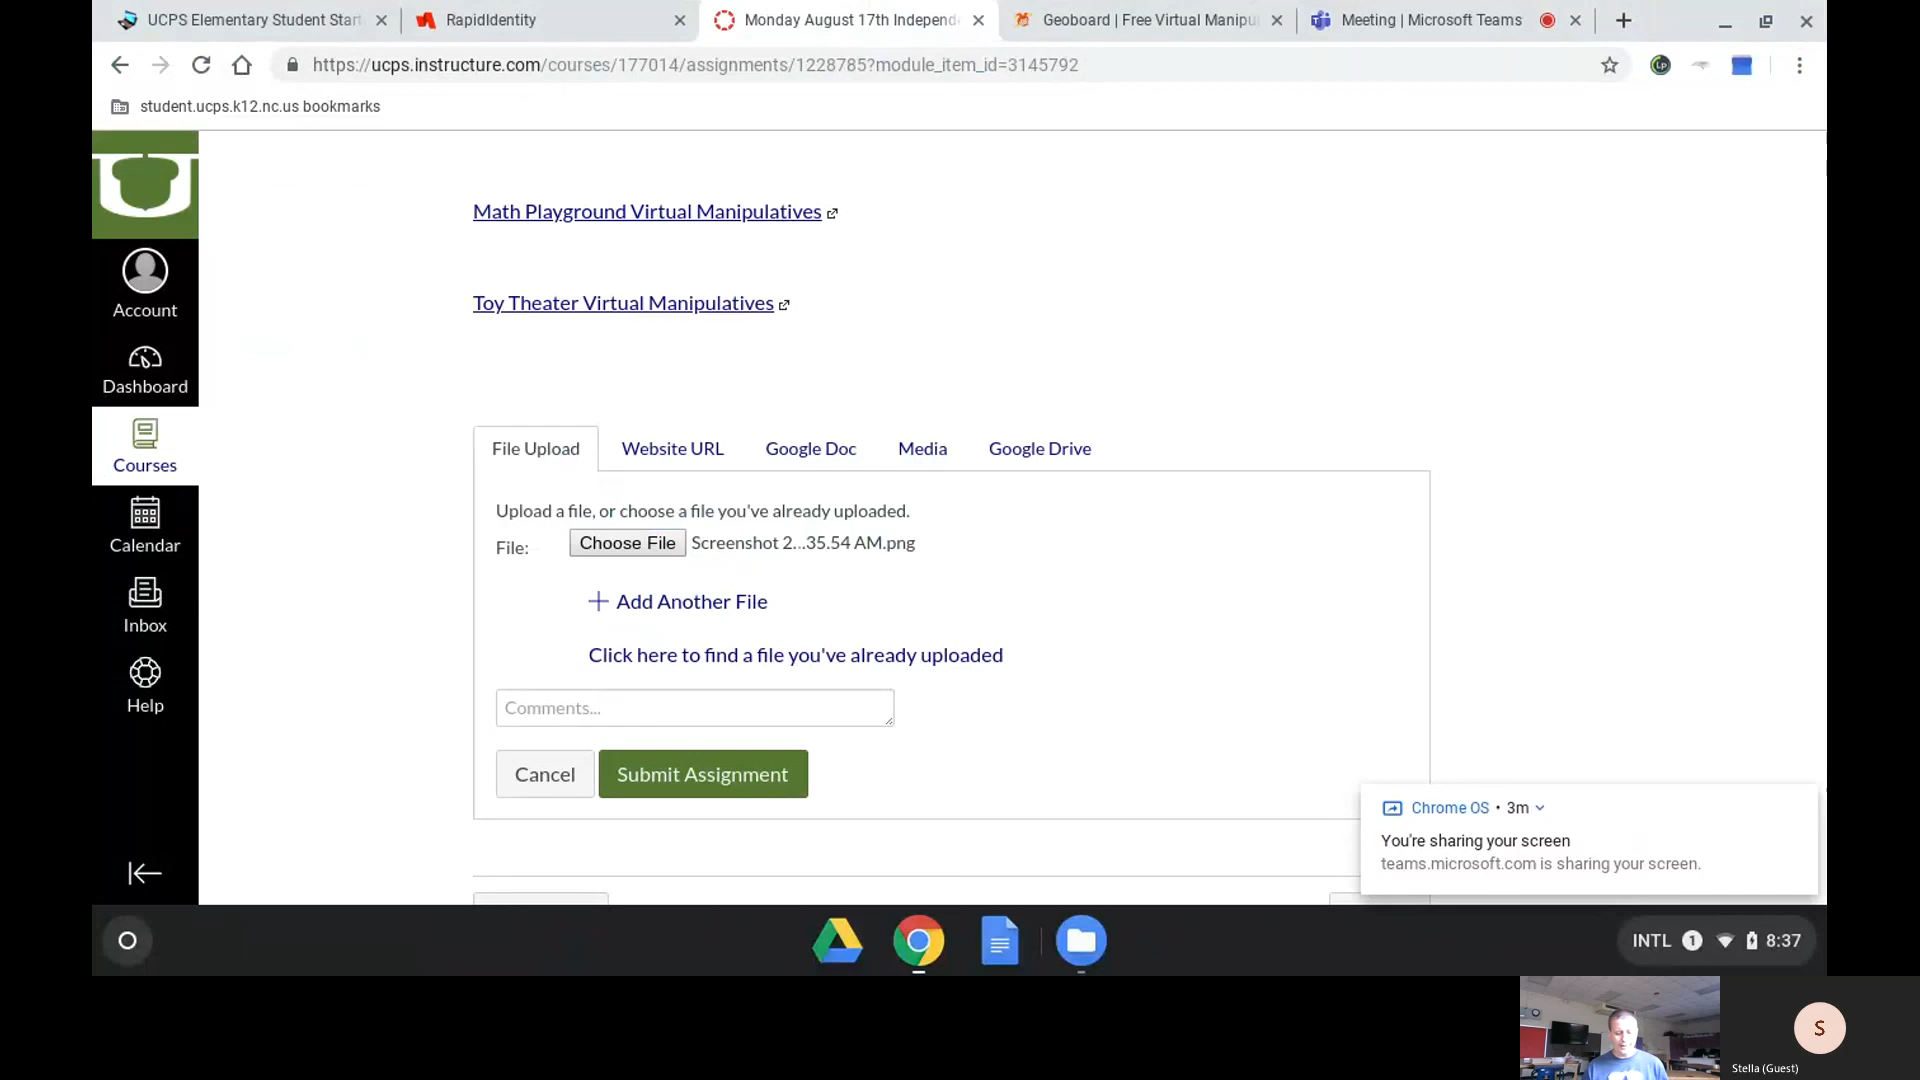 UCPS Elementary Student Start
RapidIdentity
Monday August 17th Independ
Geoboard | Free Virtual Manipu
Meeting | Microsoft Teams
https://ucps.instructure.com/courses/177014/assignments/1228785?module_item_id=3145792
student.ucps.k12.nc.us bookmarks
Account
Dashboard
Courses
Calendar
Inbox
Help
Math Playground Virtual Manipulatives
Toy Theater Virtual Manipulatives
File Upload
Website URL
Google Doc
Media
Google Drive
Upload a file, or choose a file you've already uploaded.
File:
Choose File
Screenshot 2...35.54 AM.png
Add Another File
Click here to find a file you've already uploaded
Comments...
Cancel
Submit Assignment
Chrome OS • 3m
You're sharing your screen
teams.microsoft.com is sharing your screen.
INTL 1 8:37
S
Stella (Guest)